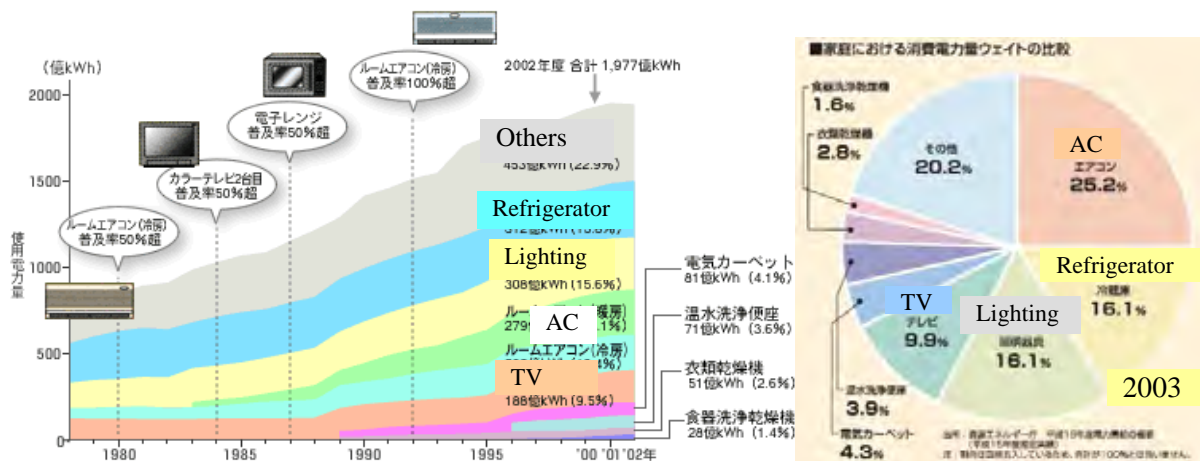 (億kWh)
2000
1500
1000
500
0
使用電力量
1980
1985
1990
1995
'00'01'02年
ルームエアコン(冷房)
普及率50%超
カラーテレビ2台目
普及率50%超
電子レンジ
普及率50%超
ルームエアコン(冷房)
普及率100%超
2002年度 合計 1,977億kWh
Others
453億kWh (22.9%)
Refrigerator
Lighting
308億kWh (15.6%)
AC
ルームエアコン(冷房)
TV
188億kWh (9.5%)
電気カーペット
81億kWh (4.1%)
温水洗浄便座
71億kWh (3.6%)
衣類乾燥機
51億kWh (2.6%)
食器洗浄乾燥機
28億kWh (1.4%)
■家庭における消費電力量ウェイトの比較
食器洗浄乾燥機
1.6%
衣類乾燥機
2.8%
その他
20.2%
AC
エアコン
25.2%
Refrigerator
冷蔵庫
16.1%
Lighting
照明器具
16.1%
TV
テレビ
9.9%
温水洗浄便座
3.9%
電気カーペット
4.3%
2003